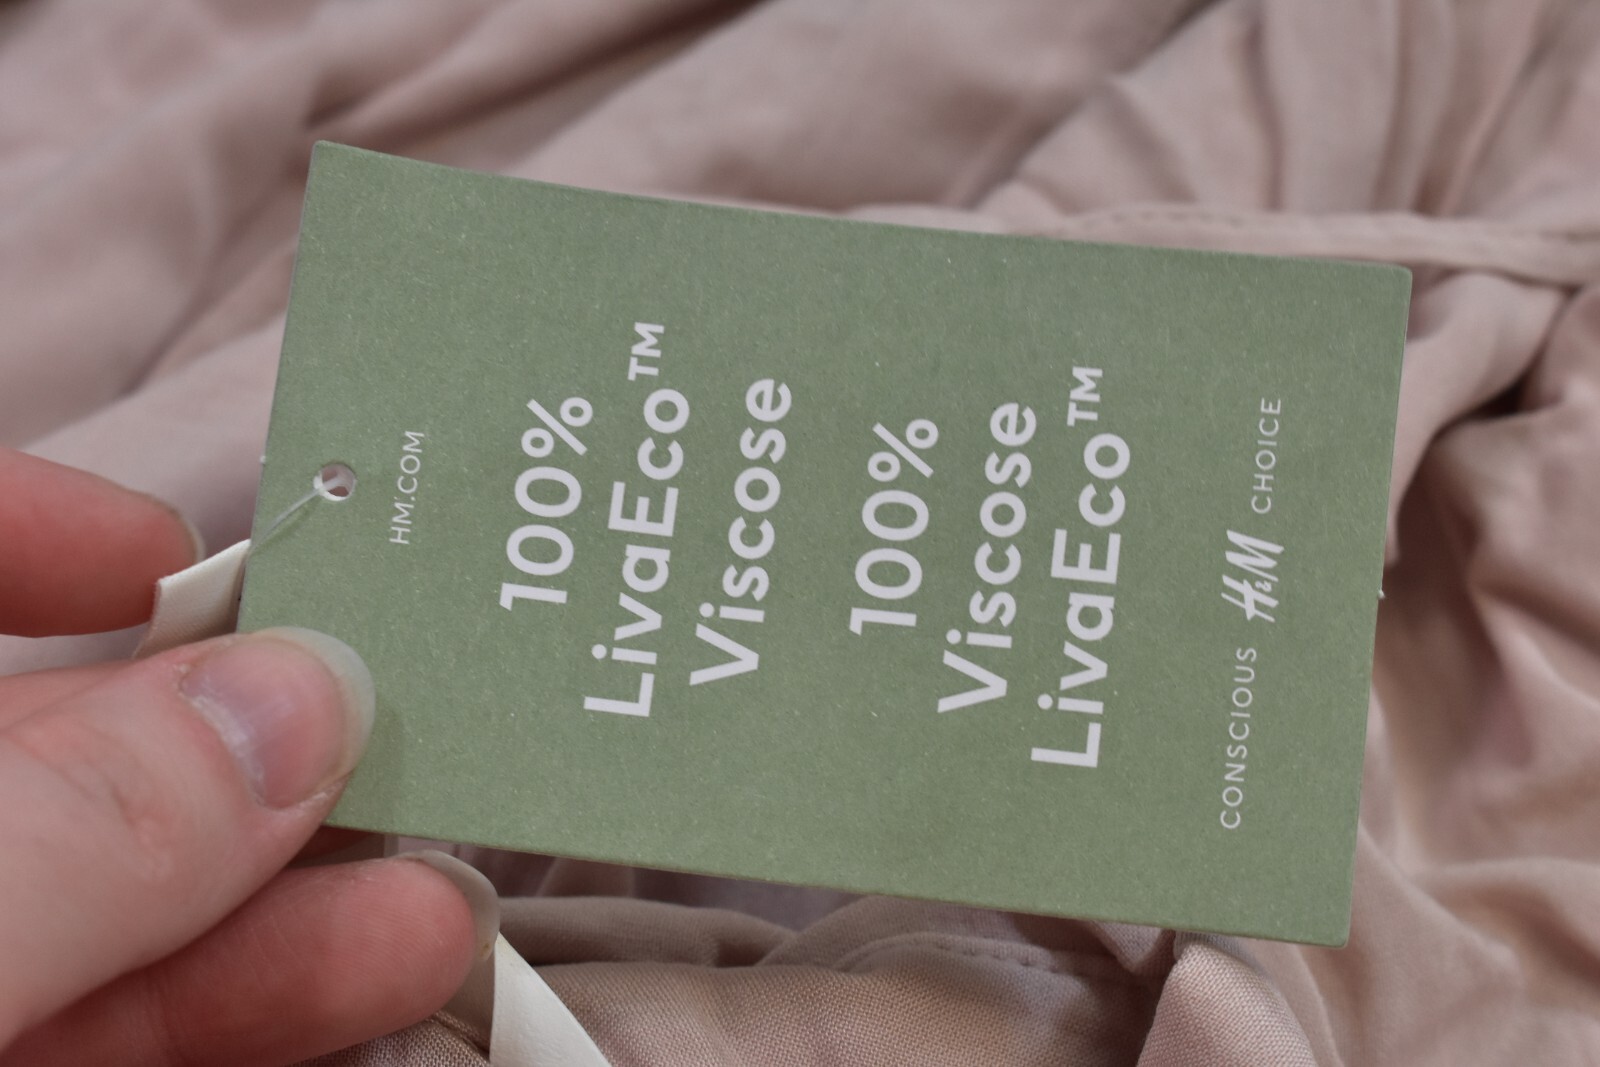 HM.COM
100%
LivaEco™
Viscose
100%
Viscose
LivaEco™
CONSCIOUS H&M CHOICE